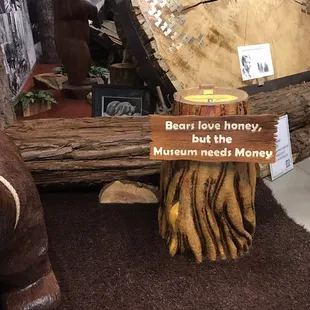 Bears love honey,
but the
Museum needs Money